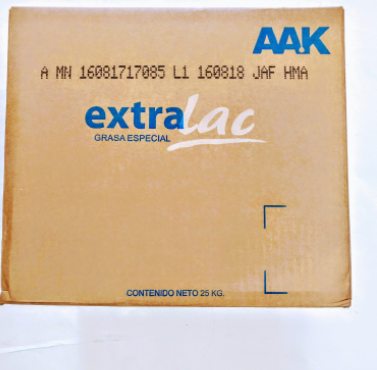 AAK
A MN 16081717085 L1 160818 JAF HMA
extralac
GRASA ESPECIAL
CONTENIDO NETO 25 KG.